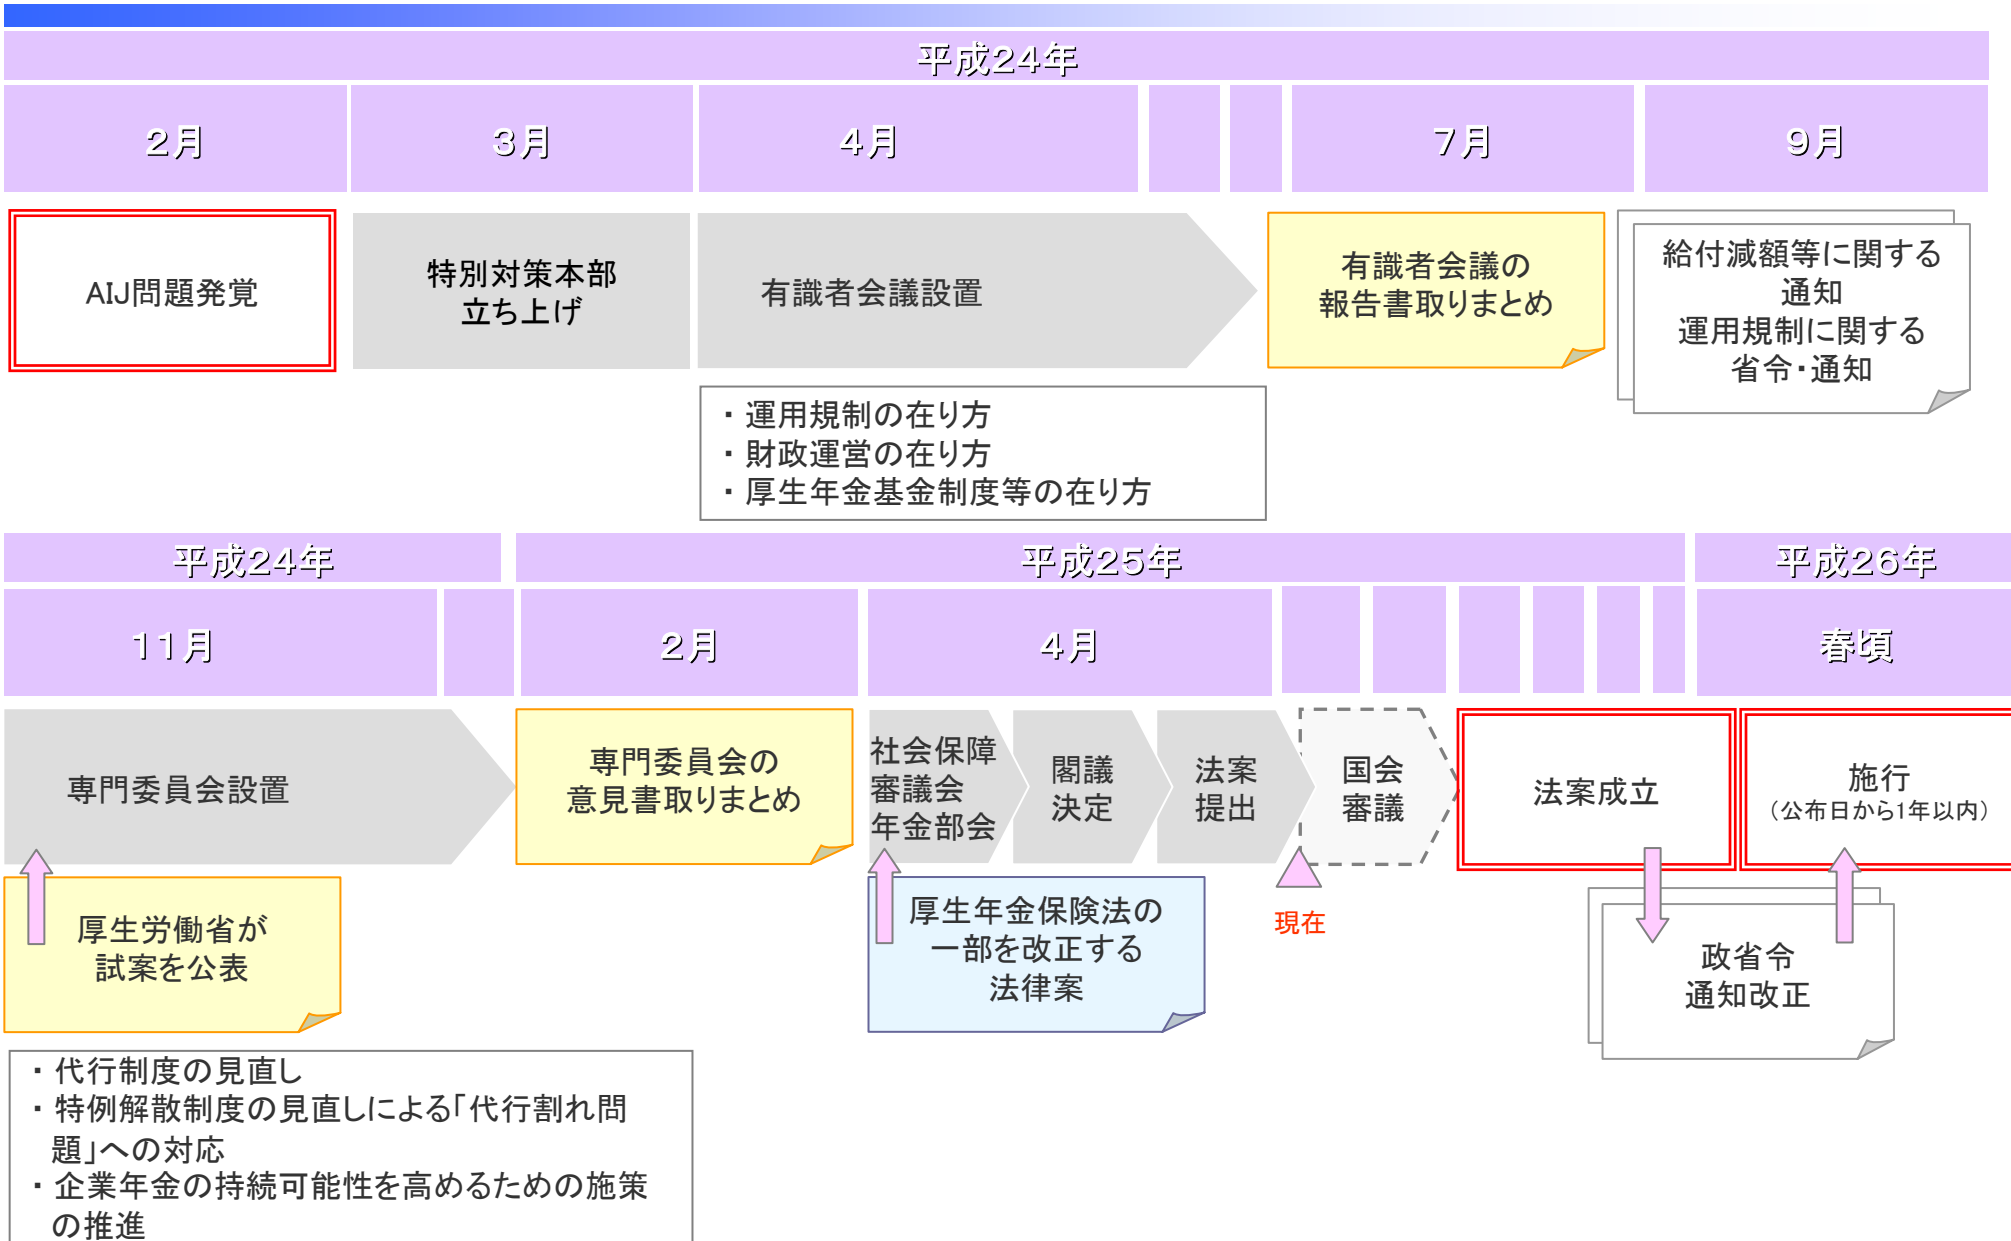 平成24年
2月
3月
4月
7月
9月
AIJ問題発覚
特別対策本部
立ち上げ
有識者会議設置
有識者会議の
報告書取りまとめ
給付減額等に関する
通知
運用規制に関する
省令・通知
・運用規制の在り方
・財政運営の在り方
・厚生年金基金制度等の在り方
平成24年
平成25年
平成26年
11月
2月
4月
春頃
専門委員会設置
専門委員会の
意見書取りまとめ
社会保障
審議会
年金部会
閣議
決定
法案
提出
国会
審議
法案成立
施行
（公布日から1年以内）
現在
厚生労働省が
試案を公表
厚生年金保険法の
一部を改正する
法律案
政省令
通知改正
・代行制度の見直し
・特例解散制度の見直しによる「代行割れ問
題」への対応
・企業年金の持続可能性を高めるための施策
の推進